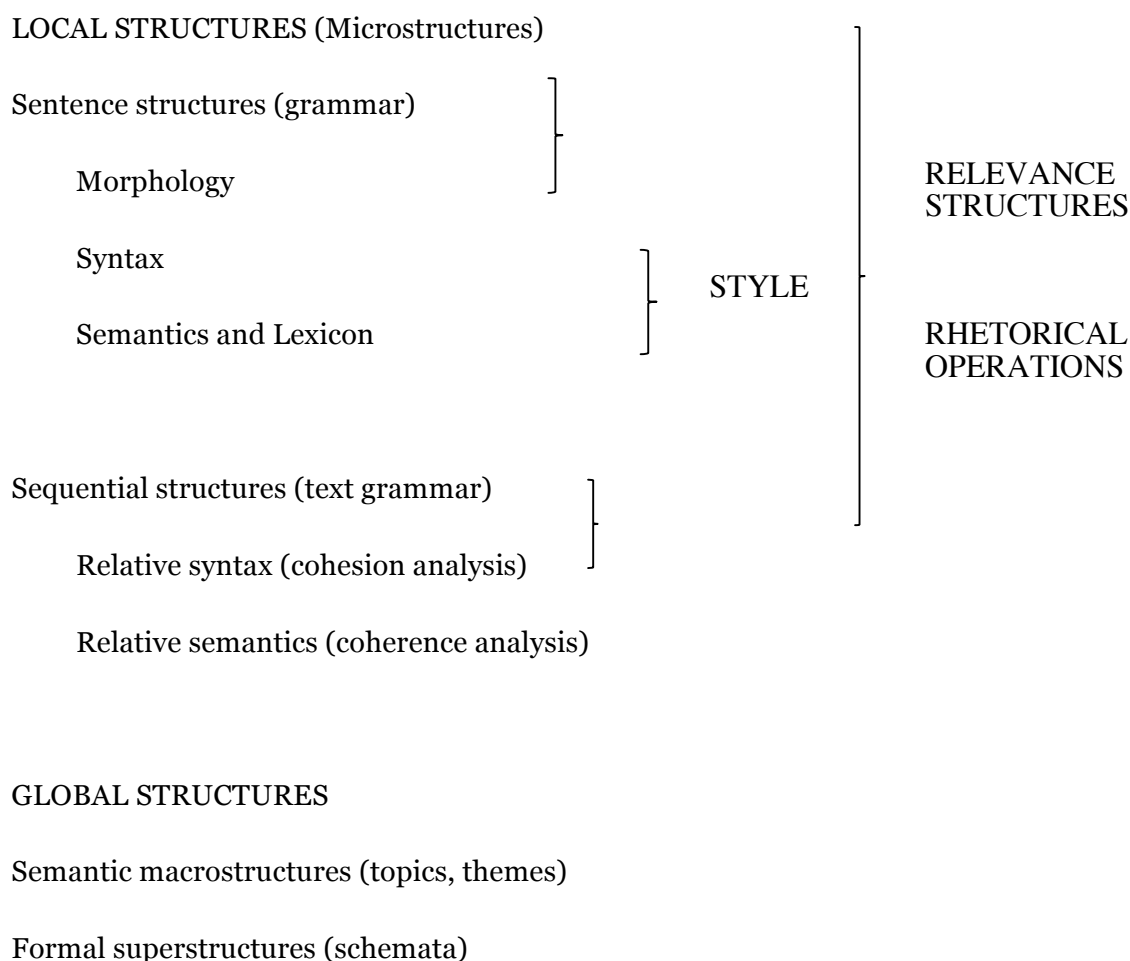 LOCAL STRUCTURES (Microstructures)
Sentence structures (grammar)
Morphology
Syntax
Semantics and Lexicon
STYLE
RELEVANCE
STRUCTURES
RHETORICAL
OPERATIONS
Sequential structures (text grammar)
Relative syntax (cohesion analysis)
Relative semantics (coherence analysis)
GLOBAL STRUCTURES
Semantic macrostructures (topics, themes)
Formal superstructures (schemata)